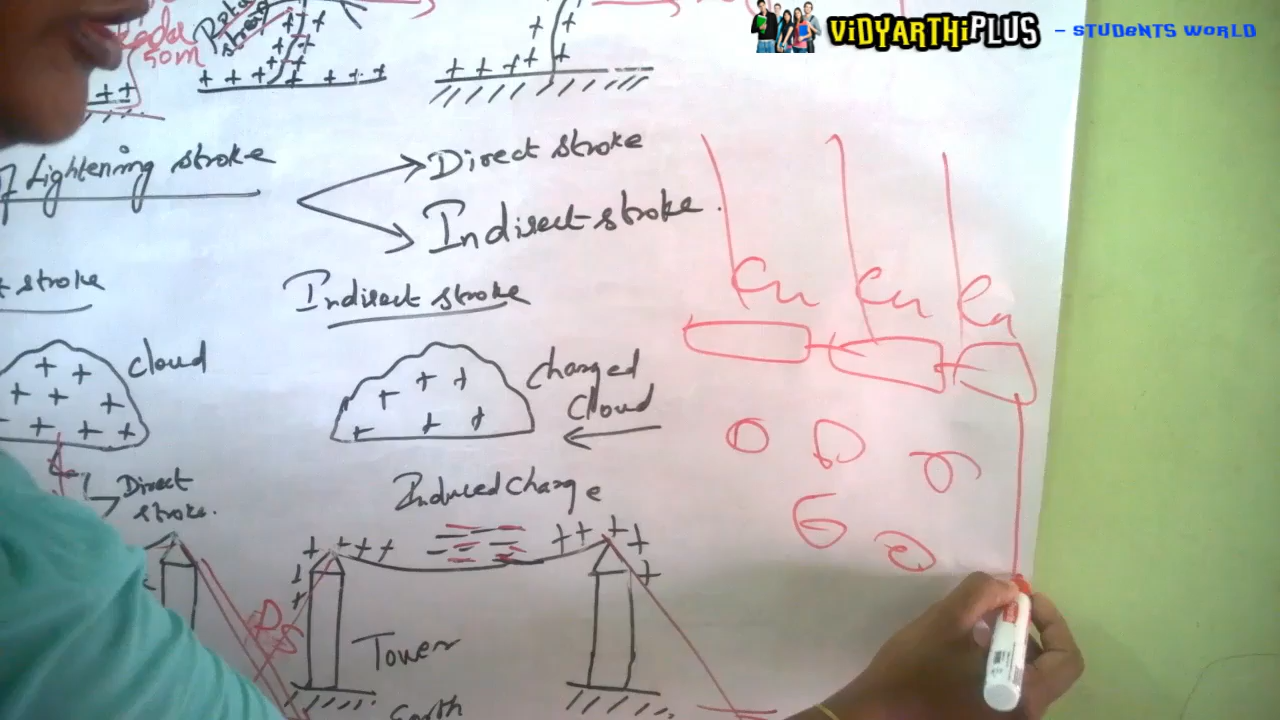 ViDYARTHiPLUS - STUDENTS WORLD
50m
+ + + + + + + + + + + + + + +
+ + + + + + + +
Lightening stroke
Direct stroke
Indirect stroke.
stroke
Indirect stroke
cloud
+ + + + + + + + +
charged
cloud
+ + + + + +
Direct
stroke.
Induced charge
+ + + + + + + + +
Tower
Earth